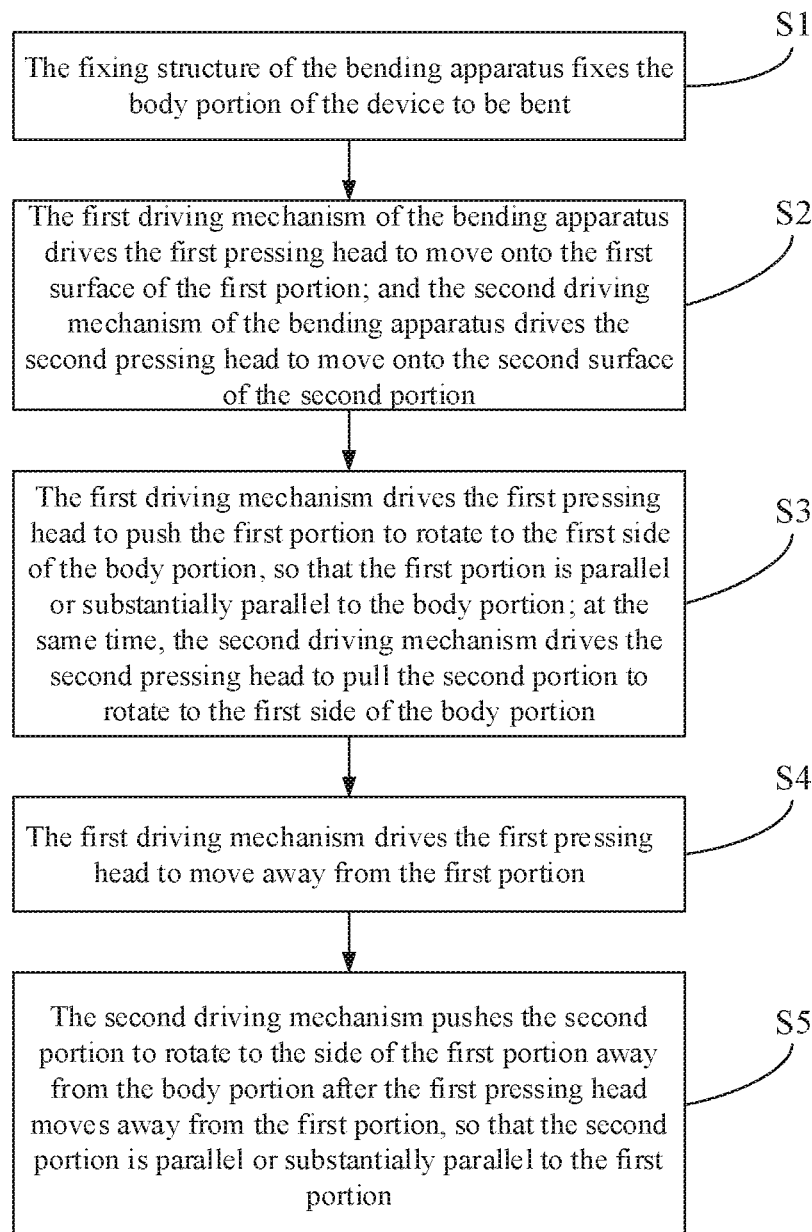 S1
The fixing structure of the bending apparatus fixes the
body portion of the device to be bent
S2
The first driving mechanism of the bending apparatus
drives the first pressing head to move onto the first
surface of the first portion; and the second driving
mechanism of the bending apparatus drives the
second pressing head to move onto the second surface
of the second portion
S3
The first driving mechanism drives the first pressing
head to push the first portion to rotate to the first side
of the body portion, so that the first portion is parallel
or substantially parallel to the body portion; at the
same time, the second driving mechanism drives the
second pressing head to pull the second portion to
rotate to the first side of the body portion
S4
The first driving mechanism drives the first pressing
head to move away from the first portion
S5
The second driving mechanism pushes the second
portion to rotate to the side of the first portion away
from the body portion after the first pressing head
moves away from the first portion, so that the second
portion is parallel or substantially parallel to the first
portion